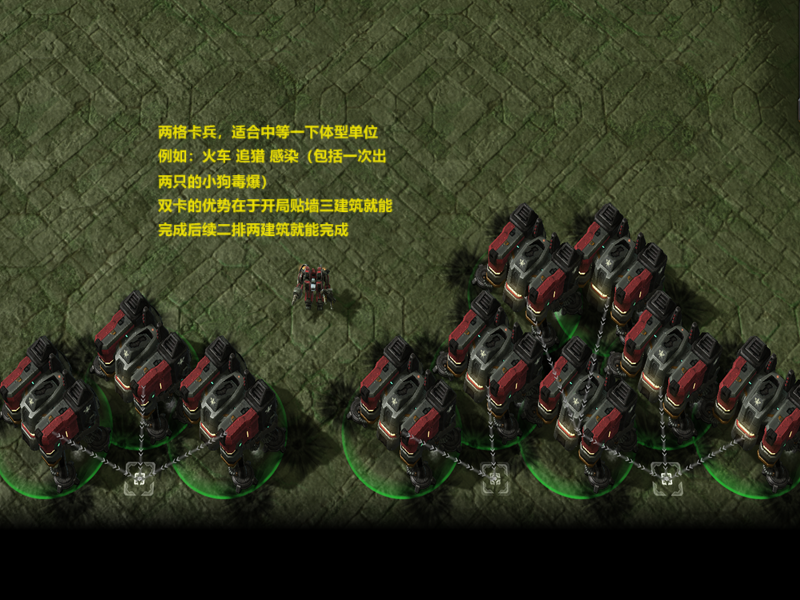 两格卡兵，适合中等一下体型单位
例如：火车 追猎 感染（包括一次出
两只的小狗毒爆）
双卡的优势在于开局贴墙三建筑就能
完成后续二排两建筑就能完成